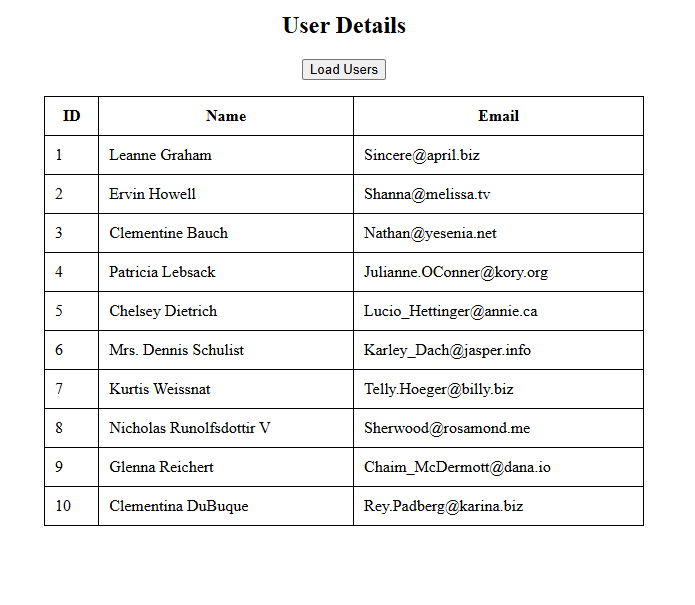 User Details
Load Users
ID Name Email
1 Leanne Graham Sincere@april.biz
2 Ervin Howell Shanna@melissa.tv
3 Clementine Bauch Nathan@yesenia.net
4 Patricia Lebsack Julianne.OConner@kory.org
5 Chelsey Dietrich Lucio_Hettinger@annie.ca
6 Mrs. Dennis Schulist Karley_Dach@jasper.info
7 Kurtis Weissnat Telly.Hoeger@billy.biz
8 Nicholas Runolfsdottir V Sherwood@rosamond.me
9 Glenna Reichert Chaim_McDermott@dana.io
10 Clementina DuBuque Rey.Padberg@karina.biz